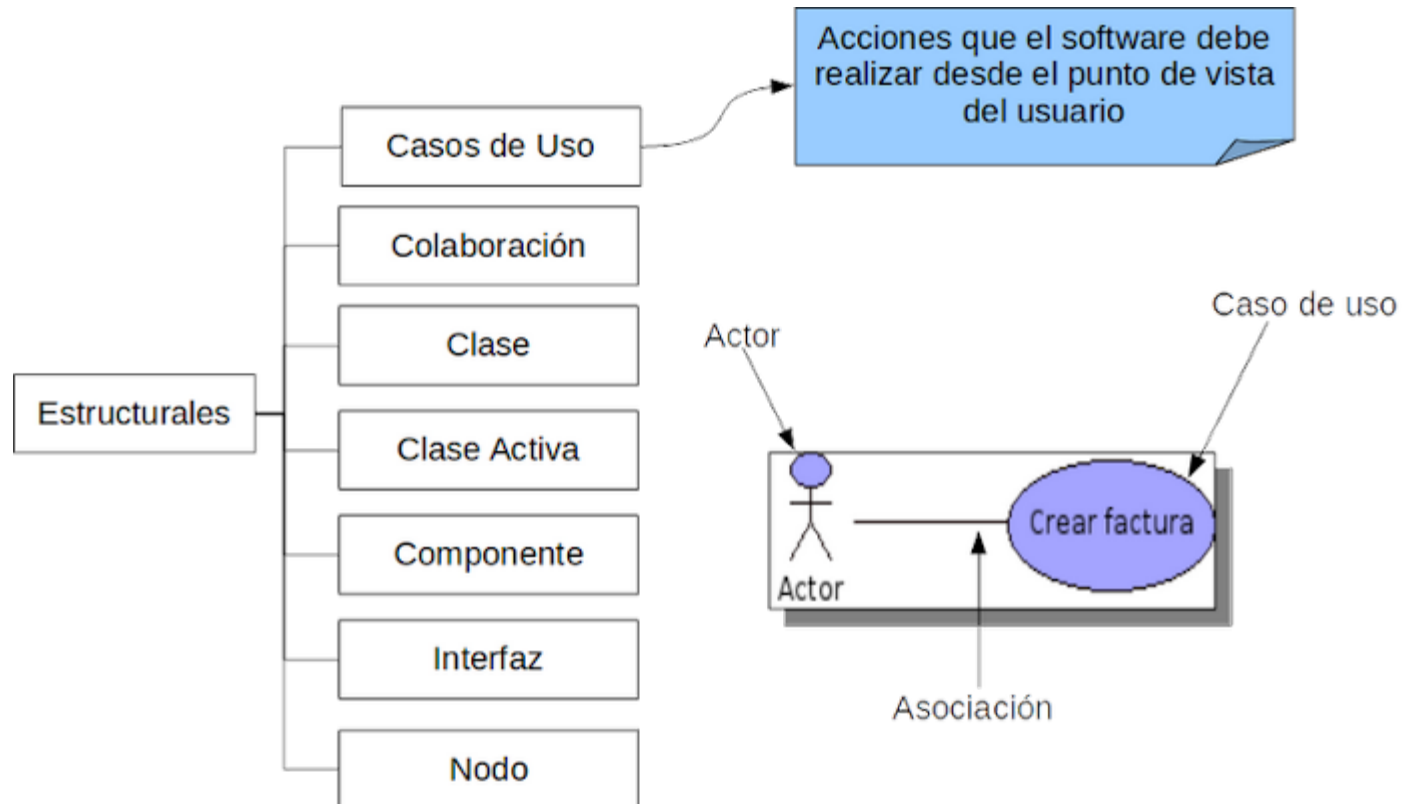 Acciones que el software debe
realizar desde el punto de vista
del usuario
Casos de Uso
Colaboración
Clase
Estructurales
Clase Activa
Componente
Interfaz
Nodo
Caso de uso
Actor
Crear factura
Actor
Asociación